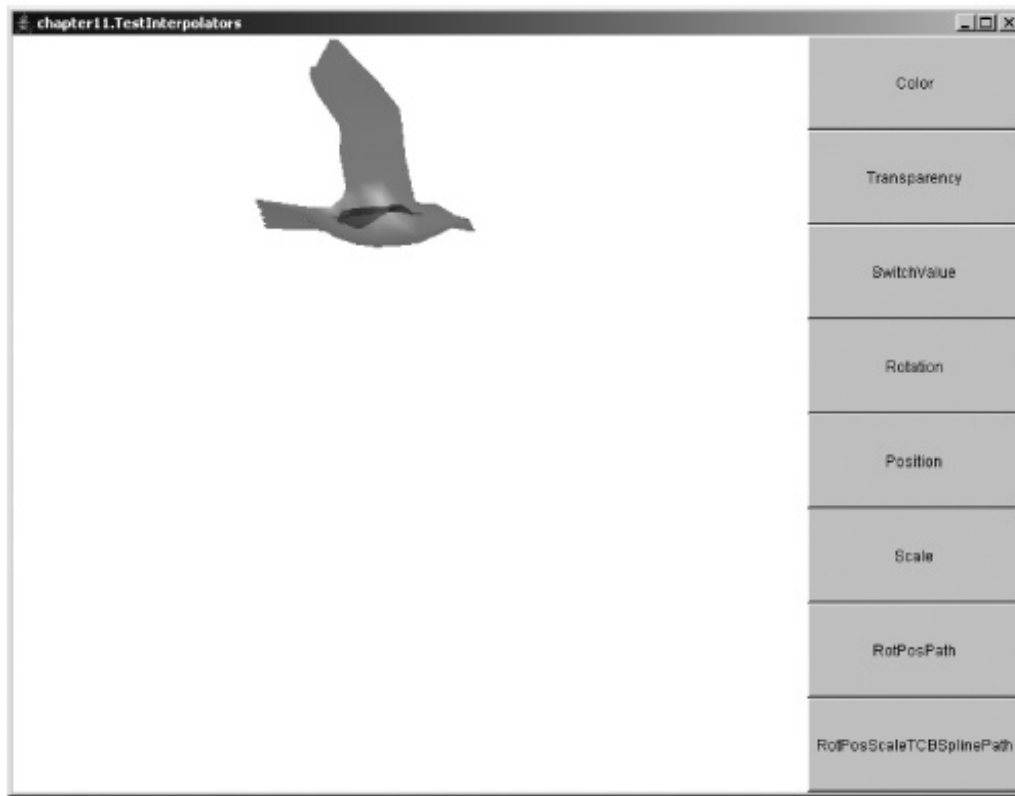 chapter11.TestInterpolators
Color
Transparency
SwitchValue
Rotation
Position
Scale
RotPosPath
RotPosScaleTCBSplinePath